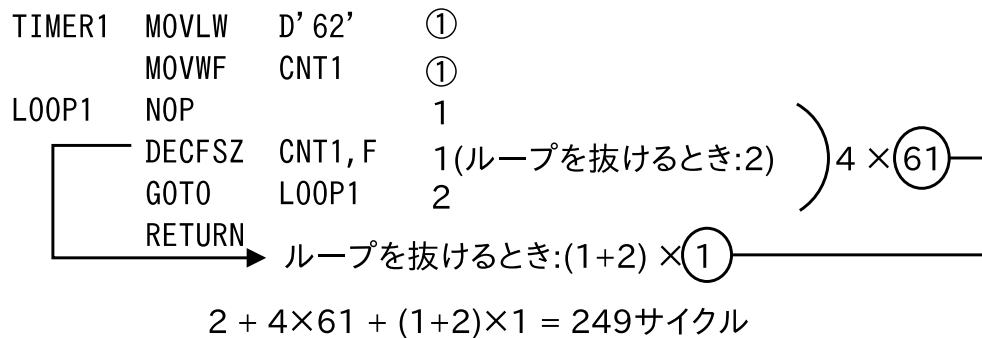 TIMER1 MOVLW D'62' ①
MOVWF CNT1 ①
LOOP1 NOP 1
DECFSZ CNT1,F 1(ループを抜けるとき:2) 4 ×61
GOTO LOOP1 2
RETURN
ループを抜けるとき:(1+2) ×1
2 + 4×61 + (1+2)×1 = 249サイクル